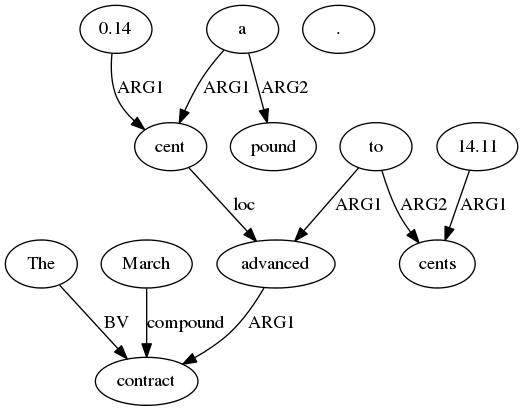 0.14 a .
ARG1 ARG1 ARG2
cent pound to 14.11
loc ARG1 ARG2 ARG1
The March advanced cents
BV compound ARG1
contract